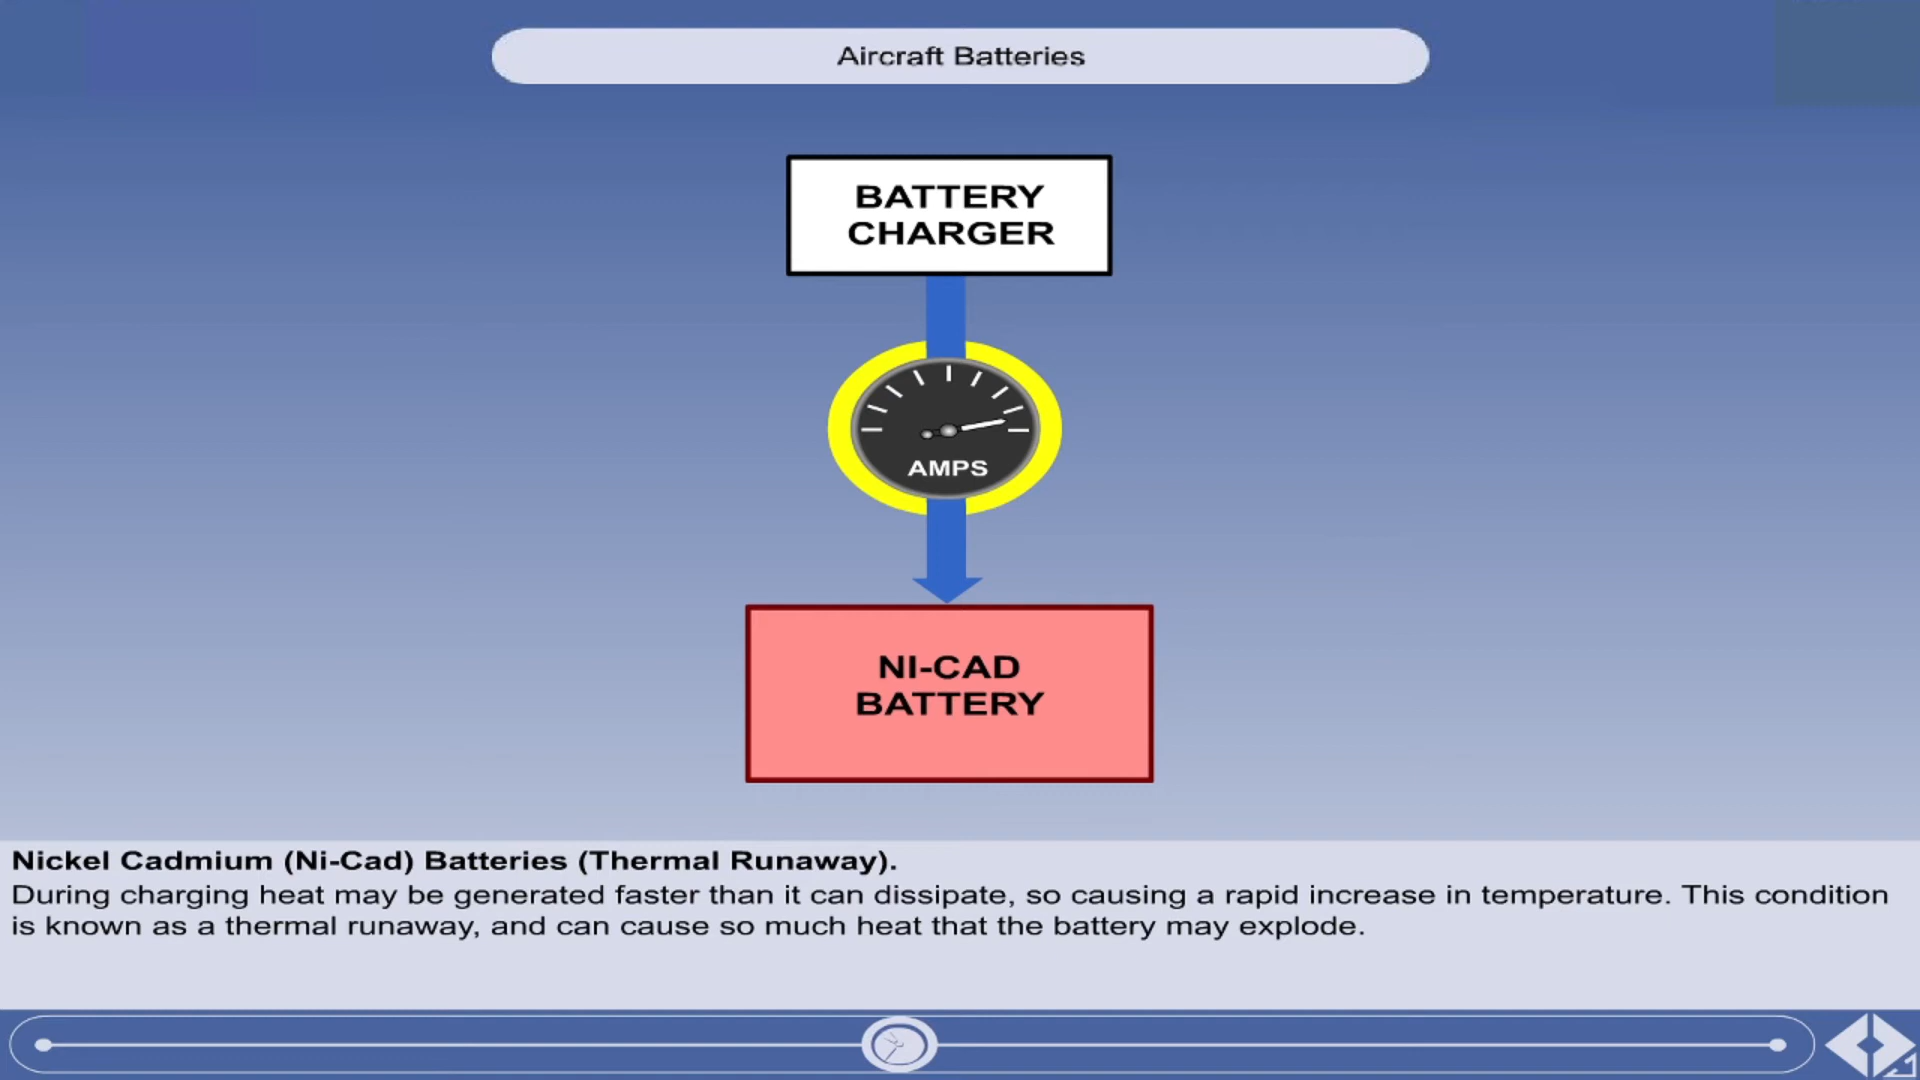 Aircraft Batteries
BATTERY
CHARGER
AMPS
NI-CAD
BATTERY
Nickel Cadmium (Ni-Cad) Batteries (Thermal Runaway).
During charging heat may be generated faster than it can dissipate, so causing a rapid increase in temperature. This condition
is known as a thermal runaway, and can cause so much heat that the battery may explode.